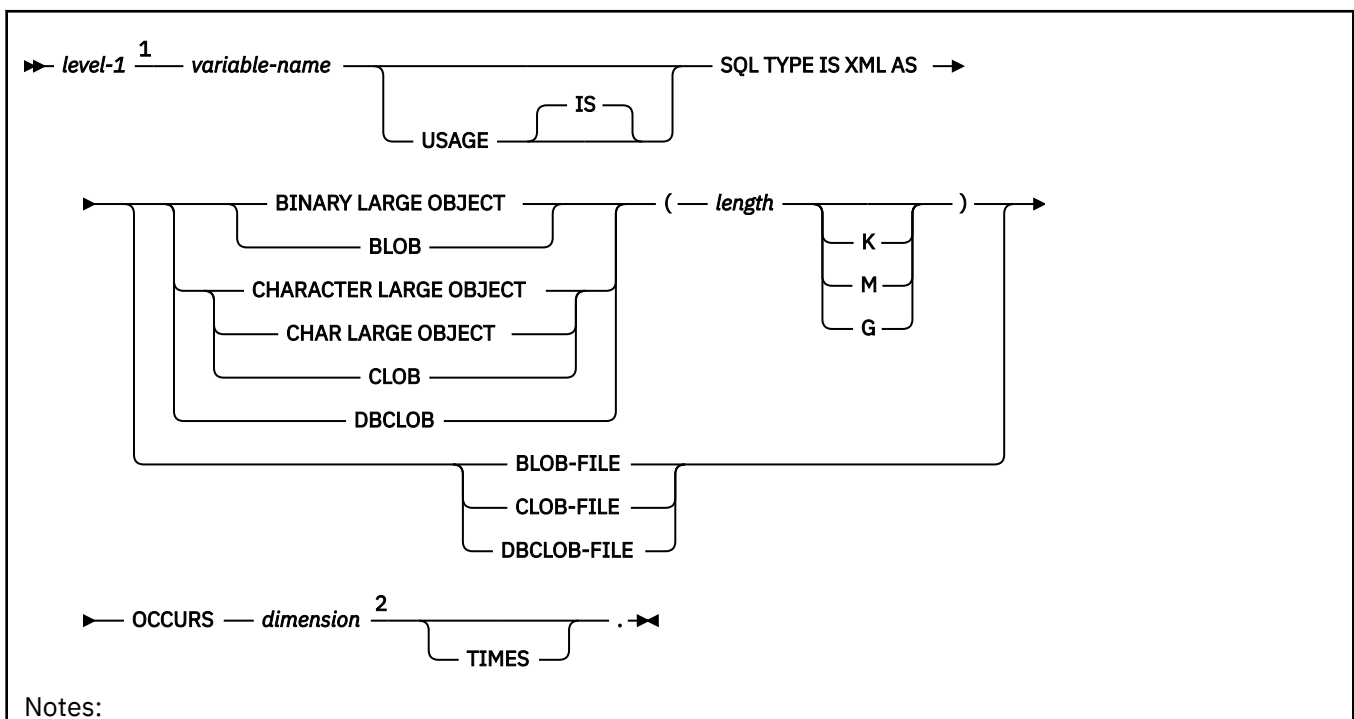 level-1 1 variable-name SQL TYPE IS XML AS
IS
USAGE
BINARY LARGE OBJECT ( length )
BLOB K
CHARACTER LARGE OBJECT M
CHAR LARGE OBJECT G
CLOB
DBCLOB
BLOB-FILE
CLOB-FILE
DBCLOB-FILE
OCCURS dimension 2 .
TIMES
Notes: